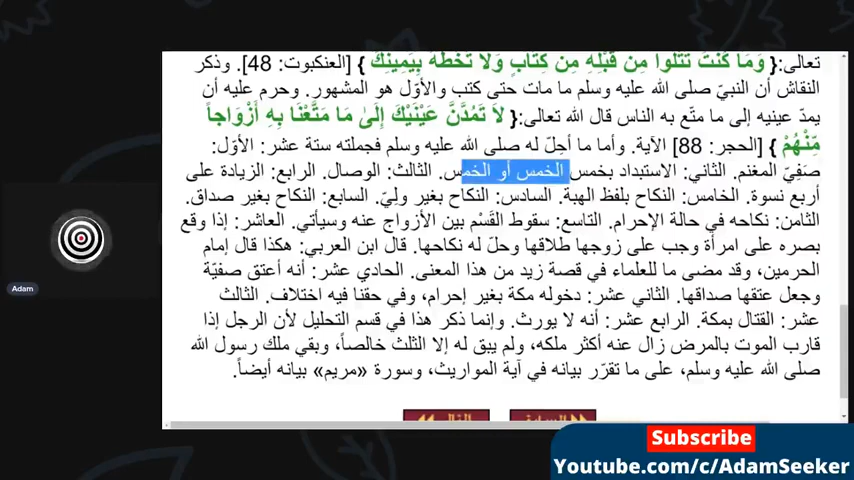 تعالى:{ وَمَا كُنتَ تَتْلُوا مِن قَبْلِهِ مِن كِتَابٍ وَلاَ تَخُطُّهُ بِيَمِينِكَ } [العنكبوت: 48]. وذكر
النقاش أن النبيّ صلى الله عليه وسلم ما مات حتى كتب والأوّل هو المشهور. وحرم عليه أن
يمدّ عينيه إلى ما متّع به الناس قال الله تعالى:{ لاَ تَمُدَّنَّ عَيْنَيْكَ إِلَىٰ مَا مَتَّعْنَا بِهِ أَزْوَاجاً
مِّنْهُمْ } [الحجر: 88] الآية. وأما ما أحِلّ له صلى الله عليه وسلم فجملته ستة عشر: الأوّل:
صَفِيّ المغنم. الثاني: الاستبداد بخمس الخمس أو الخمس. الثالث: الوصال. الرابع: الزيادة على
أربع نسوة. الخامس: النكاح بلفظ الهبة. السادس: النكاح بغير ولِيّ. السابع: النكاح بغير صداق.
الثامن: نكاحه في حالة الإحرام. التاسع: سقوط القَسْم بين الأزواج عنه وسيأتي. العاشر: إذا وقع
بصره على امرأة وجب على زوجها طلاقها وحلّ له نكاحها. قال ابن العربي: هكذا قال إمام
الحرمين، وقد مضى ما للعلماء في قصة زيد من هذا المعنى. الحادي عشر: أنه أعتق صفيّة
وجعل عتقها صداقها. الثاني عشر: دخوله مكة بغير إحرام، وفي حقنا فيه اختلاف. الثالث
عشر: القتال بمكة. الرابع عشر: أنه لا يورث. وإنما ذكر هذا في قسم التحليل لأن الرجل إذا
قارب الموت بالمرض زال عنه أكثر ملكه، ولم يبق له إلا الثلث خالصاً، وبقي ملك رسول الله
صلى الله عليه وسلم، على ما تقرّر بيانه في آية المواريث، وسورة «مريم» بيانه أيضاً.
Adam
Subscribe
Youtube.com/c/AdamSeeker